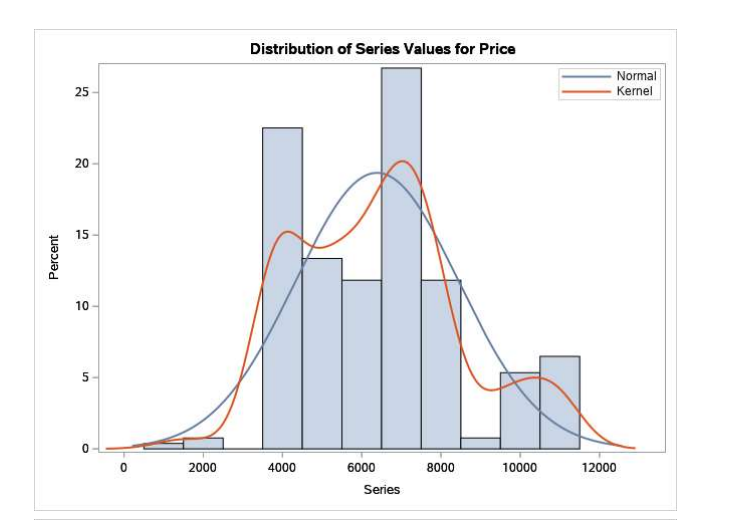 Distribution of Series Values for Price
Normal
Kernel
25
20
15
10
5
0
Percent
0 2000 4000 6000 8000 10000 12000
Series